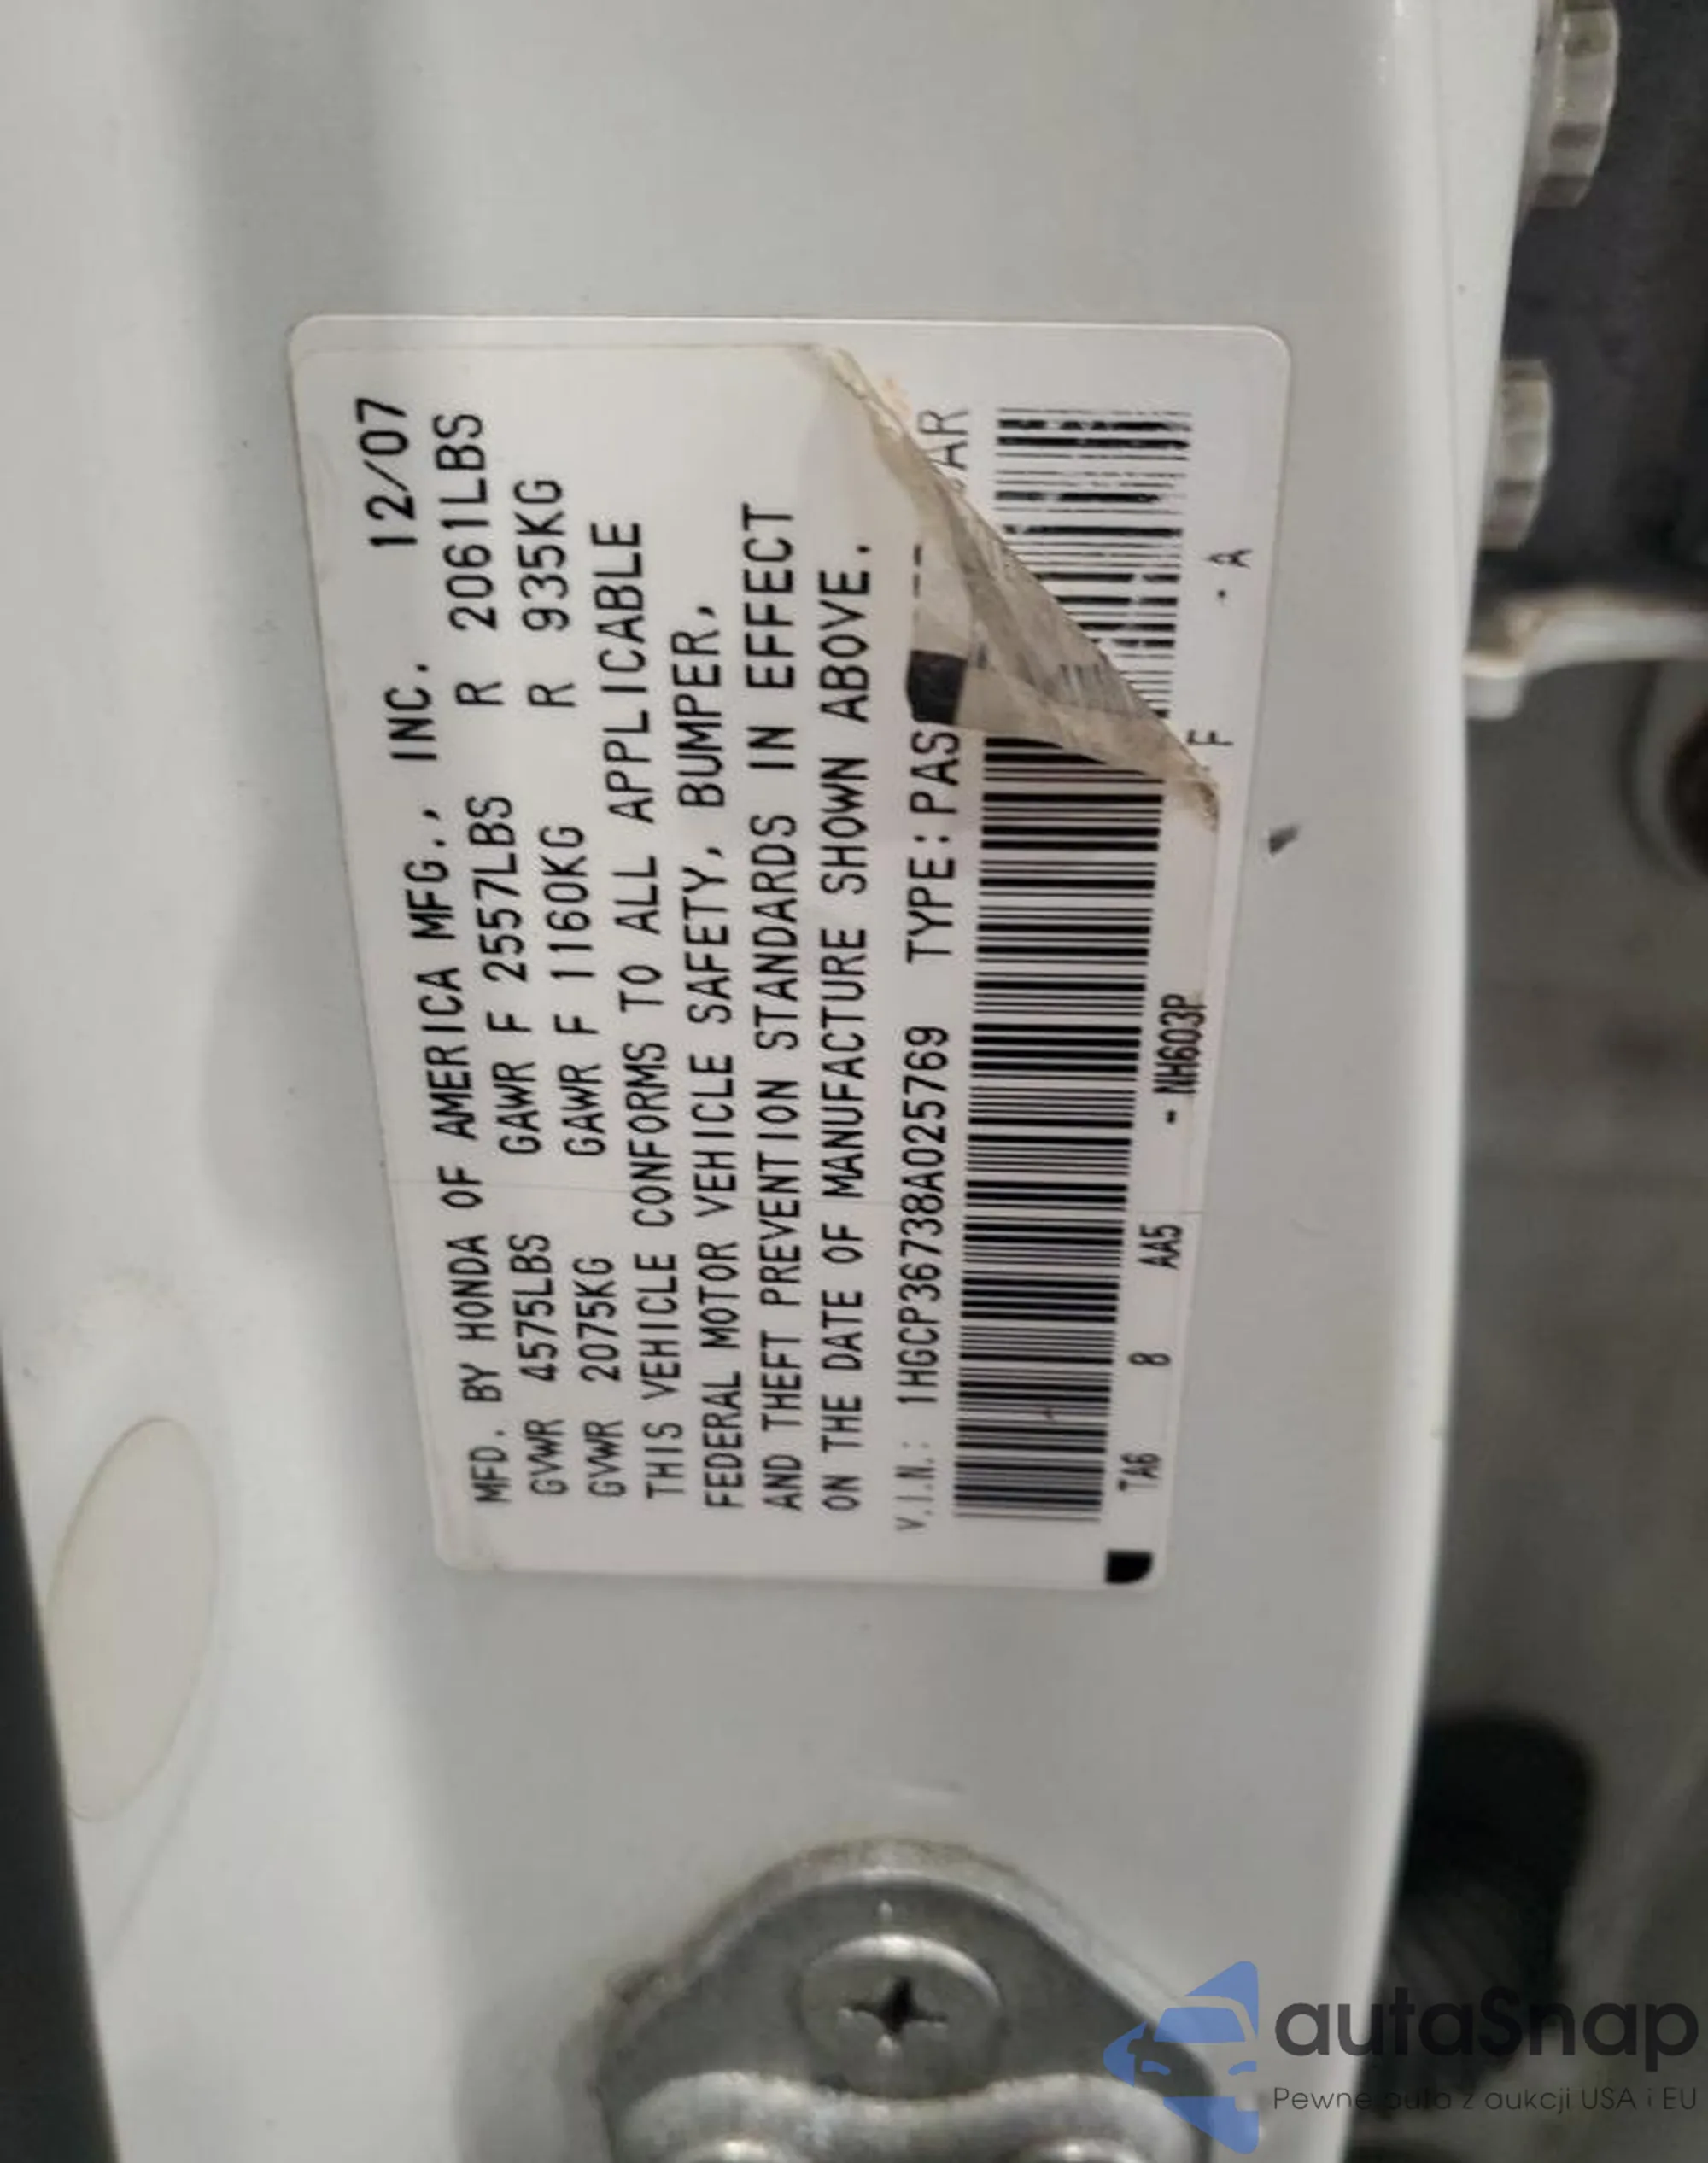 MFD. BY HONDA OF AMERICA MFG., INC. 12/07
GVWR 4575LBS GAWR F 2557LBS R 2061LBS
GVWR 2075KG GAWR F 1160KG R 935KG
THIS VEHICLE CONFORMS TO ALL APPLICABLE
FEDERAL MOTOR VEHICLE SAFETY, BUMPER,
AND THEFT PREVENTION STANDARDS IN EFFECT
ON THE DATE OF MANUFACTURE SHOWN ABOVE.
V.I.N.: 1HGCP36738A025769 TYPE: PAS AR
TA6 8 AA5 - NH603P F - A
autaSnap
Pewne auta z aukcji USA i EU